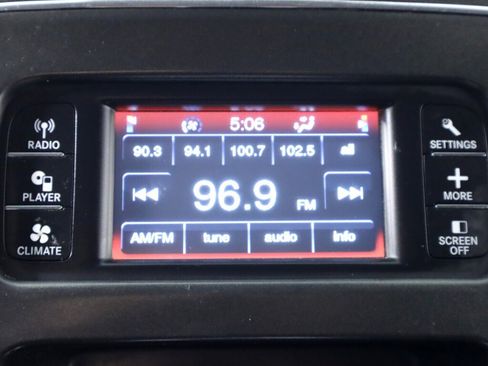 5:06
90.3 94.1 100.7 102.5 all
96.9 FM
AM/FM tune audio info
RADIO
PLAYER
CLIMATE
SETTINGS
MORE
SCREEN
OFF